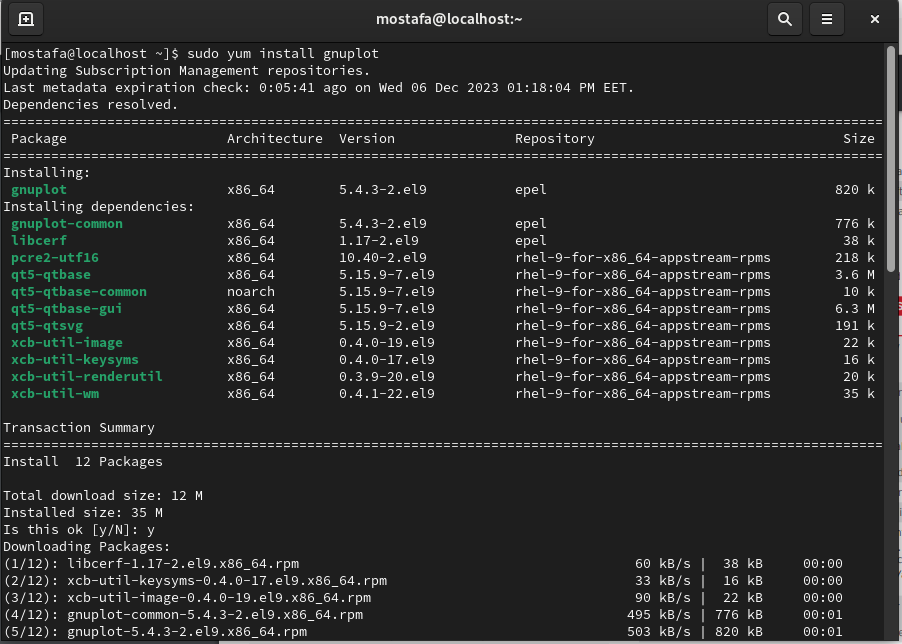 mostafa@localhost:~
[mostafa@localhost ~]$ sudo yum install gnuplot
Updating Subscription Management repositories.
Last metadata expiration check: 0:05:41 ago on Wed 06 Dec 2023 01:18:04 PM EET.
Dependencies resolved.
================================================================================
Package Architecture Version Repository Size
================================================================================
Installing:
gnuplot x86_64 5.4.3-2.el9 epel 820 k
Installing dependencies:
gnuplot-common x86_64 5.4.3-2.el9 epel 776 k
libcerf x86_64 1.17-2.el9 epel 38 k
pcre2-utf16 x86_64 10.40-2.el9 rhel-9-for-x86_64-appstream-rpms 218 k
qt5-qtbase x86_64 5.15.9-7.el9 rhel-9-for-x86_64-appstream-rpms 3.6 M
qt5-qtbase-common noarch 5.15.9-7.el9 rhel-9-for-x86_64-appstream-rpms 10 k
qt5-qtbase-gui x86_64 5.15.9-7.el9 rhel-9-for-x86_64-appstream-rpms 6.3 M
qt5-qtsvg x86_64 5.15.9-2.el9 rhel-9-for-x86_64-appstream-rpms 191 k
xcb-util-image x86_64 0.4.0-19.el9 rhel-9-for-x86_64-appstream-rpms 22 k
xcb-util-keysyms x86_64 0.4.0-17.el9 rhel-9-for-x86_64-appstream-rpms 16 k
xcb-util-renderutil x86_64 0.3.9-20.el9 rhel-9-for-x86_64-appstream-rpms 20 k
xcb-util-wm x86_64 0.4.1-22.el9 rhel-9-for-x86_64-appstream-rpms 35 k
Transaction Summary
================================================================================
Install 12 Packages
Total download size: 12 M
Installed size: 35 M
Is this ok [y/N]: y
Downloading Packages:
(1/12): libcerf-1.17-2.el9.x86_64.rpm 60 kB/s | 38 kB 00:00
(2/12): xcb-util-keysyms-0.4.0-17.el9.x86_64.rpm 33 kB/s | 16 kB 00:00
(3/12): xcb-util-image-0.4.0-19.el9.x86_64.rpm 90 kB/s | 22 kB 00:00
(4/12): gnuplot-common-5.4.3-2.el9.x86_64.rpm 495 kB/s | 776 kB 00:01
(5/12): gnuplot-5.4.3-2.el9.x86_64.rpm 503 kB/s | 820 kB 00:01